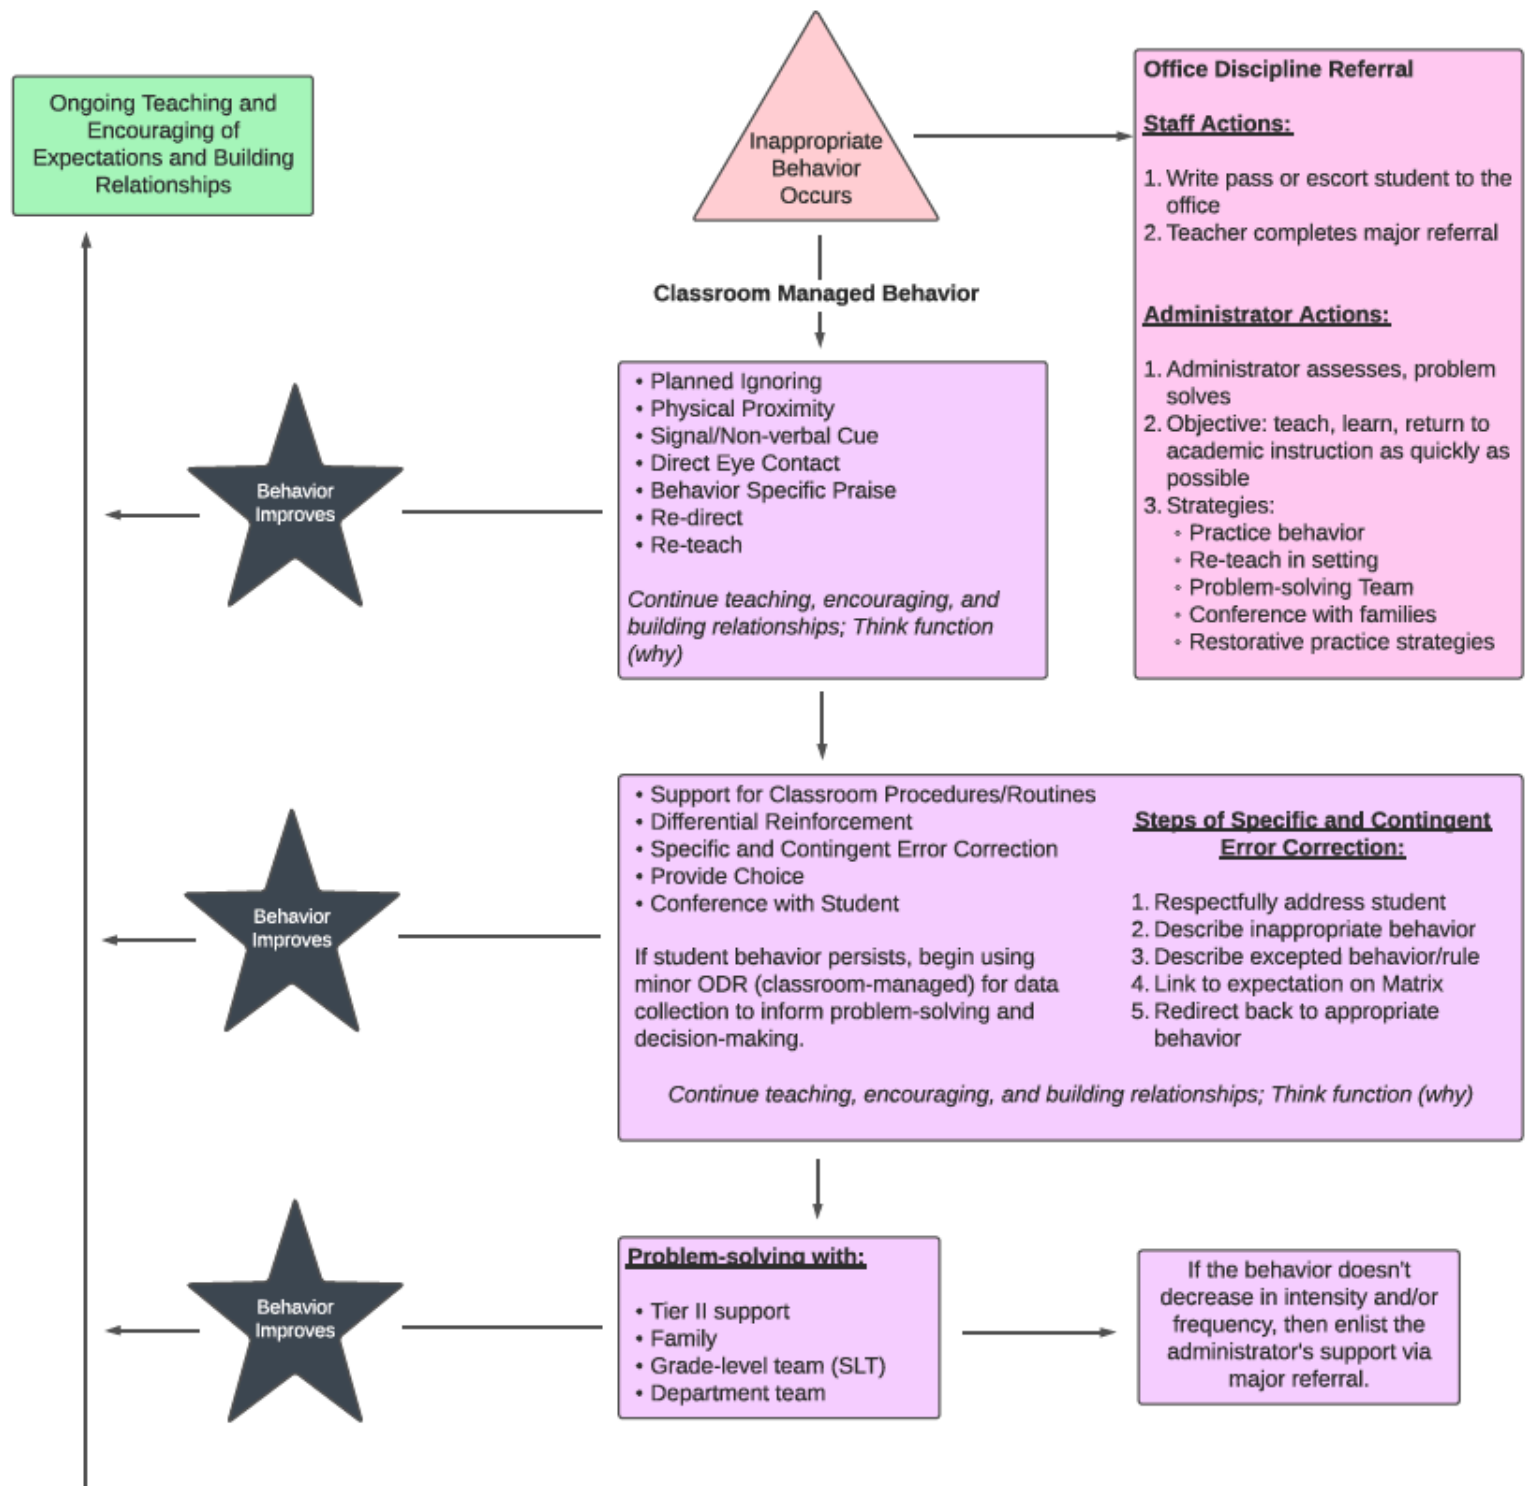 Ongoing Teaching and
Encouraging of
Expectations and Building
Relationships
Inappropriate
Behavior
Occurs
Office Discipline Referral
Staff Actions:
1. Write pass or escort student to the
office
2. Teacher completes major referral
Administrator Actions:
1. Administrator assesses, problem
solves
2. Objective: teach, learn, return to
academic instruction as quickly as
possible
3. Strategies:
◦ Practice behavior
◦ Re-teach in setting
◦ Problem-solving Team
◦ Conference with families
◦ Restorative practice strategies
Classroom Managed Behavior
• Planned Ignoring
• Physical Proximity
• Signal/Non-verbal Cue
• Direct Eye Contact
• Behavior Specific Praise
• Re-direct
• Re-teach
Continue teaching, encouraging, and
building relationships; Think function
(why)
Behavior
Improves
• Support for Classroom Procedures/Routines
• Differential Reinforcement
• Specific and Contingent Error Correction
• Provide Choice
• Conference with Student
If student behavior persists, begin using
minor ODR (classroom-managed) for data
collection to inform problem-solving and
decision-making.
Steps of Specific and Contingent
Error Correction:
1. Respectfully address student
2. Describe inappropriate behavior
3. Describe excepted behavior/rule
4. Link to expectation on Matrix
5. Redirect back to appropriate
behavior
Continue teaching, encouraging, and building relationships; Think function (why)
Behavior
Improves
Problem-solving with:
• Tier II support
• Family
• Grade-level team (SLT)
• Department team
Behavior
Improves
If the behavior doesn't
decrease in intensity and/or
frequency, then enlist the
administrator's support via
major referral.